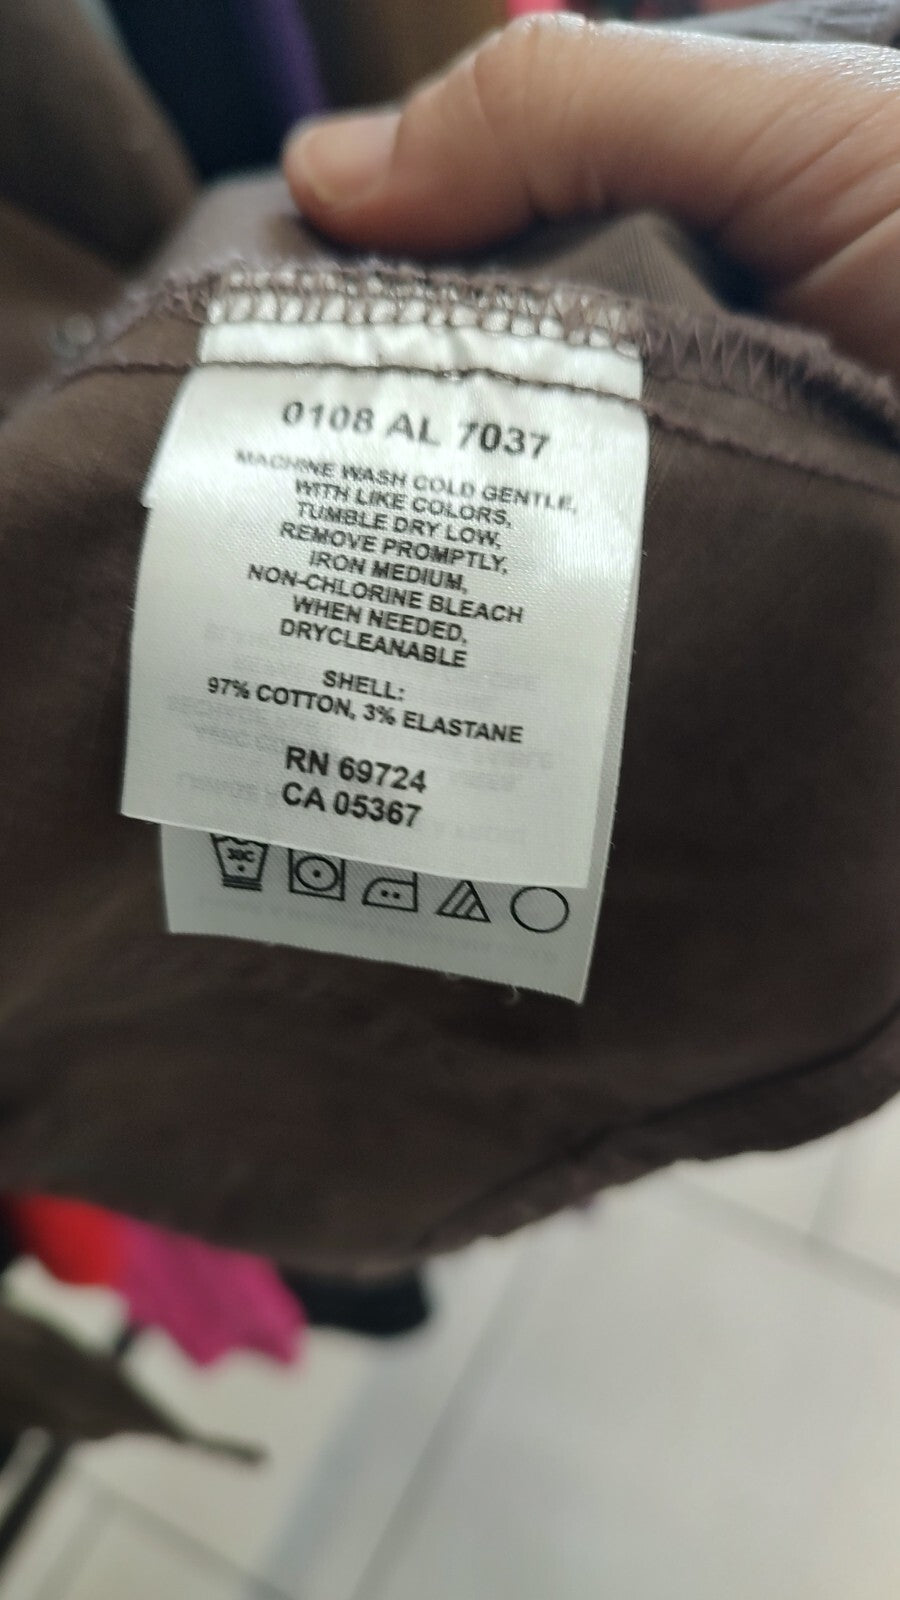 0108 AL 7037
MACHINE WASH COLD GENTLE,
WITH LIKE COLORS,
TUMBLE DRY LOW,
REMOVE PROMPTLY,
IRON MEDIUM,
NON-CHLORINE BLEACH
WHEN NEEDED,
DRYCLEANABLE
SHELL:
97% COTTON, 3% ELASTANE
RN 69724
CA 05367
30C